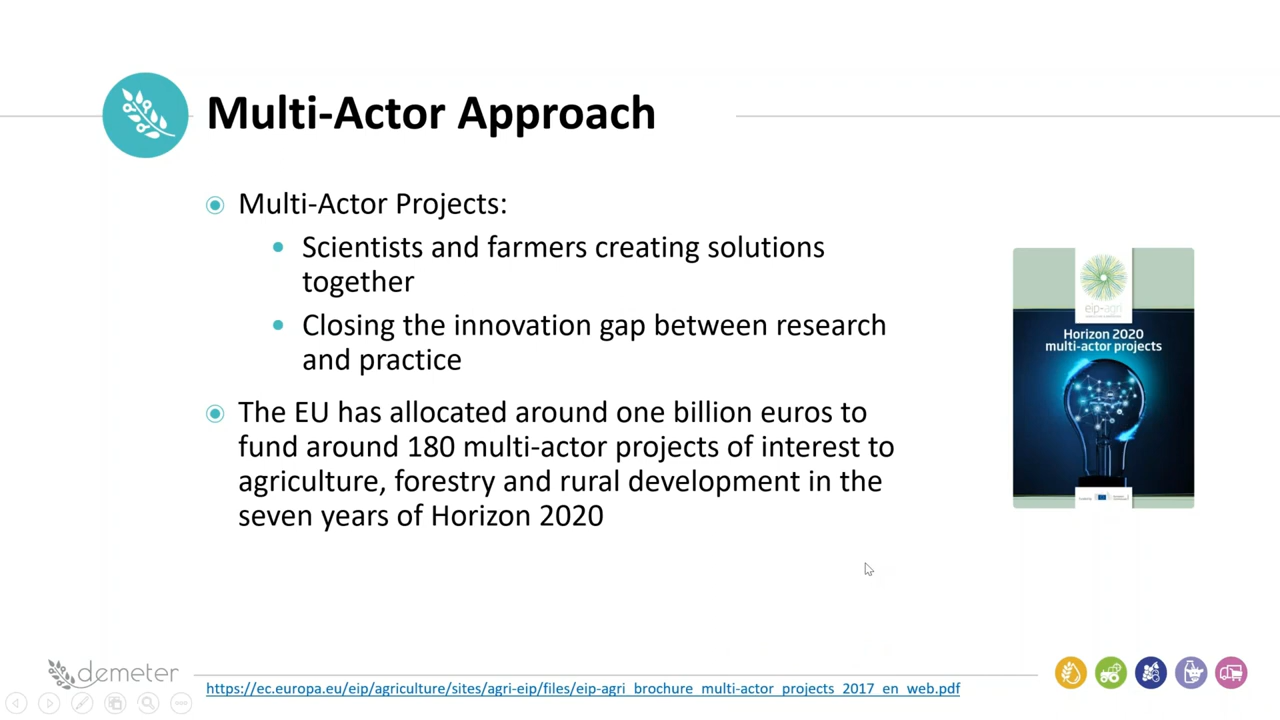 Multi-Actor Approach
Multi-Actor Projects:
Scientists and farmers creating solutions
together
Closing the innovation gap between research
and practice
The EU has allocated around one billion euros to
fund around 180 multi-actor projects of interest to
agriculture, forestry and rural development in the
seven years of Horizon 2020
eip-agri
Horizon 2020
multi-actor projects
demeter
https://ec.europa.eu/eip/agriculture/sites/agri-eip/files/eip-agri_brochure_multi-actor_projects_2017_en_web.pdf